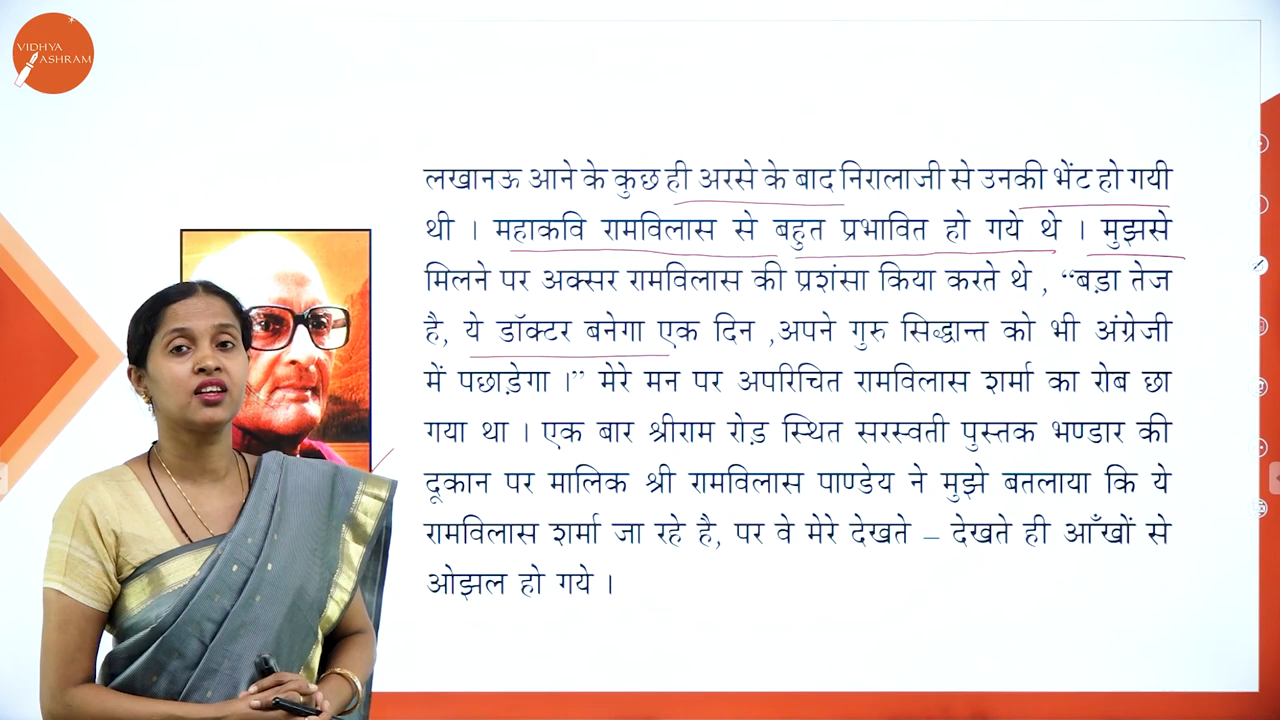 VIDHYA
ASHRAM
लखानऊ आने के कुछ ही अरसे के बाद निरालाजी से उनकी भेंट हो गयी
थी । महाकवि रामविलास से बहुत प्रभावित हो गये थे । मुझसे
मिलने पर अक्सर रामविलास की प्रशंसा किया करते थे , “बड़ा तेज
है, ये डॉक्टर बनेगा एक दिन ,अपने गुरु सिद्धान्त को भी अंग्रेजी
में पछाड़ेगा ।” मेरे मन पर अपरिचित रामविलास शर्मा का रोब छा
गया था । एक बार श्रीराम रोड़ स्थित सरस्वती पुस्तक भण्डार की
दूकान पर मालिक श्री रामविलास पाण्डेय ने मुझे बतलाया कि ये
रामविलास शर्मा जा रहे है, पर वे मेरे देखते – देखते ही आँखों से
ओझल हो गये ।